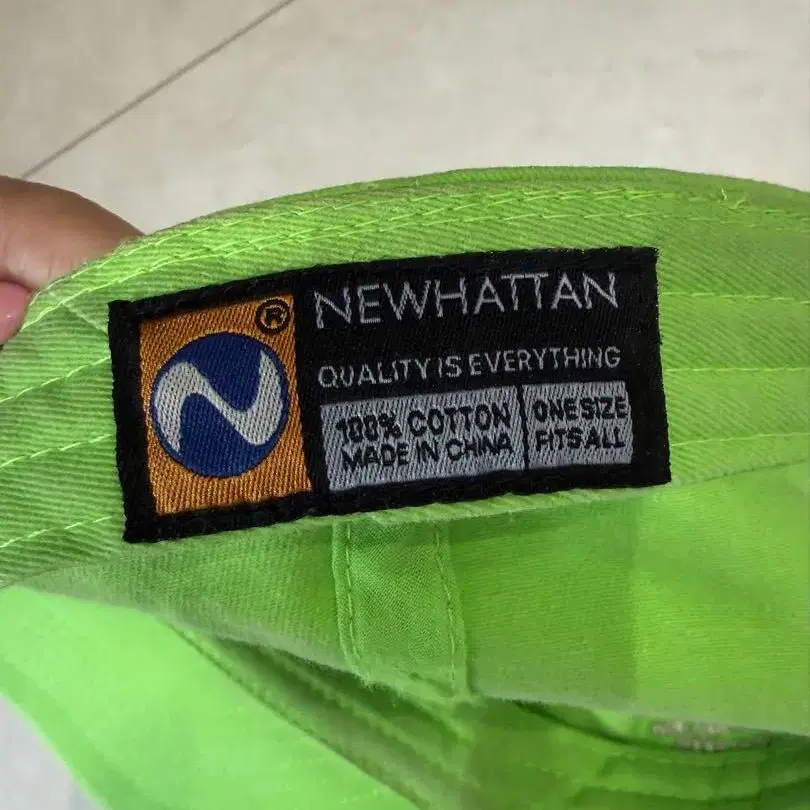 ®
NEWHATTAN
QUALITY IS EVERYTHING
100% COTTON
MADE IN CHINA
ONE SIZE
FITS ALL